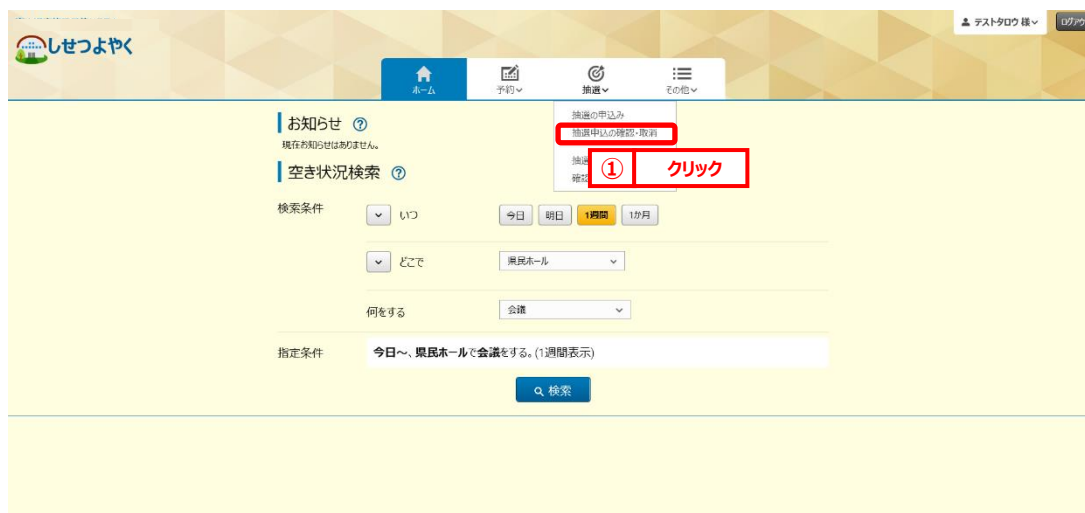 テストタロウ 様
しせつよやく
ホーム
予約
抽選
その他
抽選の申込み
抽選申込の確認・取消
① クリック
お知らせ ?
現在お知らせはありません。
空き状況検索 ?
検索条件
いつ 今日 明日 1週間 1か月
どこで 県民ホール
何をする 会議
指定条件 今日～、県民ホールで会議をする。(1週間表示)
検索